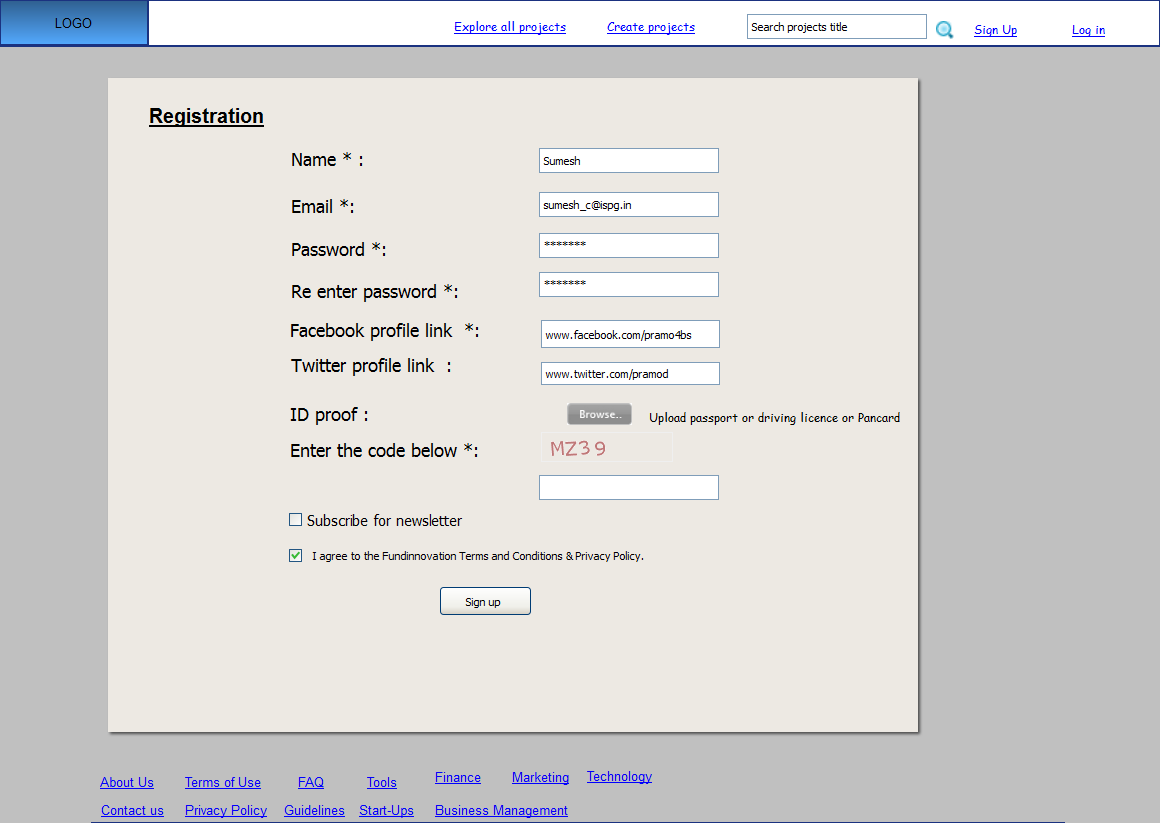 LOGO
Explore all projects Create projects Search projects title Sign Up Log in
Registration
Name * : Sumesh
Email *: sumesh_c@ispg.in
Password *: *******
Re enter password *: *******
Facebook profile link *: www.facebook.com/pramo4bs
Twitter profile link : www.twitter.com/pramod
ID proof : Browse.. Upload passport or driving licence or Pancard
Enter the code below *: MZ39
Subscribe for newsletter
I agree to the Fundinnovation Terms and Conditions & Privacy Policy.
Sign up
About Us Terms of Use FAQ Tools Finance Marketing Technology
Contact us Privacy Policy Guidelines Start-Ups Business Management